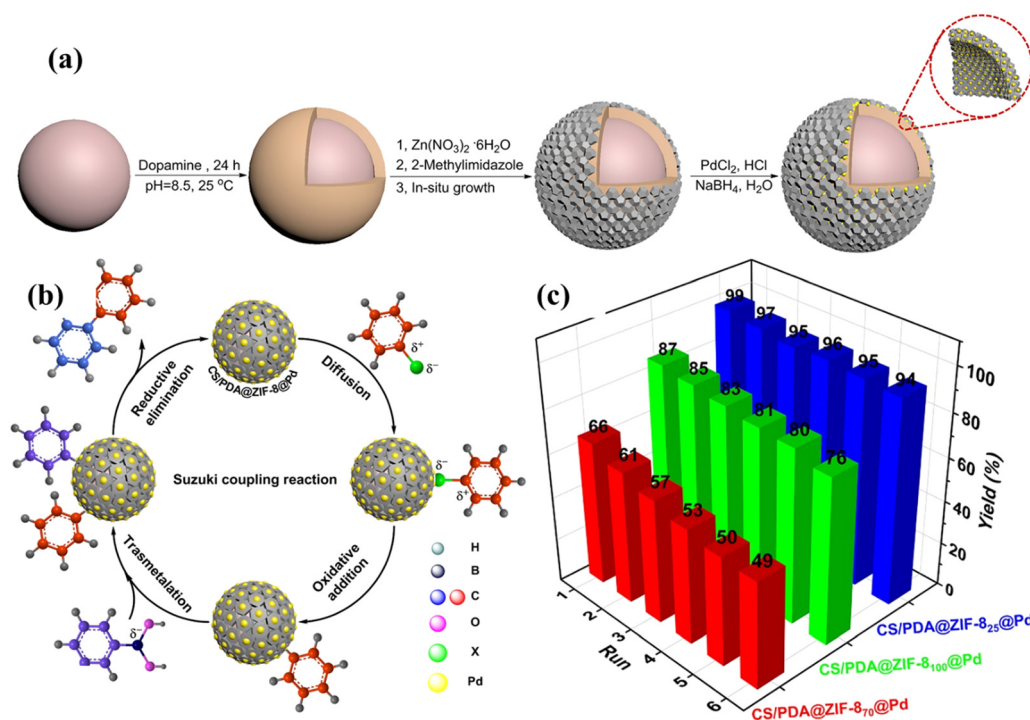 (a)
Dopamine , 24 h
pH=8.5, 25 °C
1, Zn(NO₃)₂ ·6H₂O
2, 2-Methylimidazole
3, In-situ growth
PdCl₂, HCl
NaBH₄, H₂O
(b)
CS/PDA@ZIF-8@Pd
Diffusion
δ⁺
δ⁻
Reductive
elimination
Suzuki coupling reaction
δ⁻
δ⁺
Oxidative
addition
Trasmetalation
δ⁻
H
B
C
O
X
Pd
(c)
99
97
95
96
95
94
87
85
83
81
80
76
66
61
57
53
50
49
100
80
60
40
20
0
Yield (%)
1
2
3
4
5
6
Run
CS/PDA@ZIF-8₂₅@Pd
CS/PDA@ZIF-8₁₀₀@Pd
CS/PDA@ZIF-8₇₀@Pd